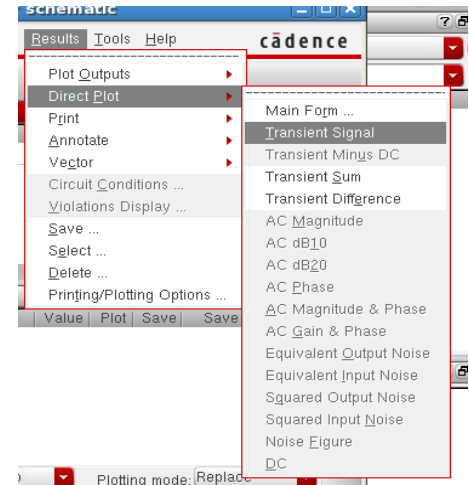 schematic
Results Tools Help
cādence
Plot Outputs
Direct Plot
Print
Annotate
Vector
Circuit Conditions ...
Violations Display ...
Save ...
Select ...
Delete ...
Printing/Plotting Options ...
Main Form ...
Transient Signal
Transient Minus DC
Transient Sum
Transient Difference
AC Magnitude
AC dB10
AC dB20
AC Phase
AC Magnitude & Phase
AC Gain & Phase
Equivalent Output Noise
Equivalent Input Noise
Squared Output Noise
Squared Input Noise
Noise Figure
DC
Value Plot Save Save
Plotting mode: Replace